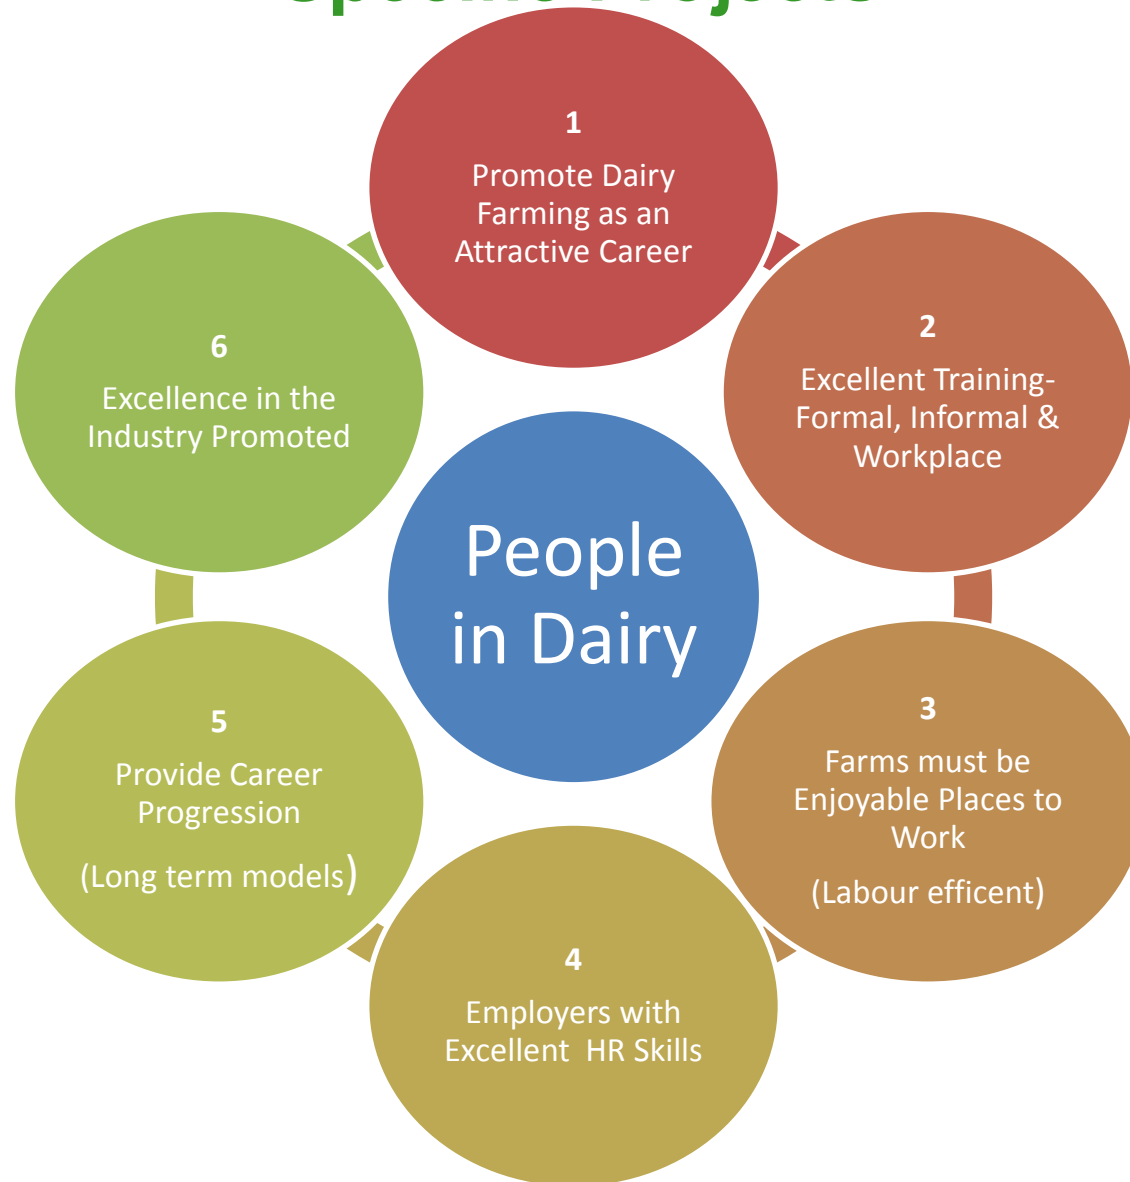 Specific Projects
1
Promote Dairy
Farming as an
Attractive Career
2
Excellent Training-
Formal, Informal &
Workplace
3
Farms must be
Enjoyable Places to
Work
(Labour efficent)
4
Employers with
Excellent  HR Skills
5
Provide Career
Progression
(Long term models)
6
Excellence in the
Industry Promoted
People
in Dairy